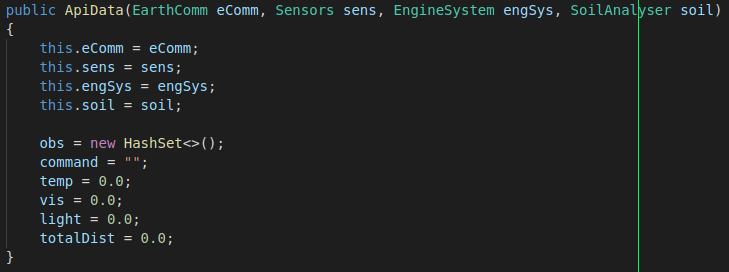 public ApiData(EarthComm eComm, Sensors sens, EngineSystem engSys, SoilAnalyser soil)
{
    this.eComm = eComm;
    this.sens = sens;
    this.engSys = engSys;
    this.soil = soil;

    obs = new HashSet<>();
    command = "";
    temp = 0.0;
    vis = 0.0;
    light = 0.0;
    totalDist = 0.0;
}